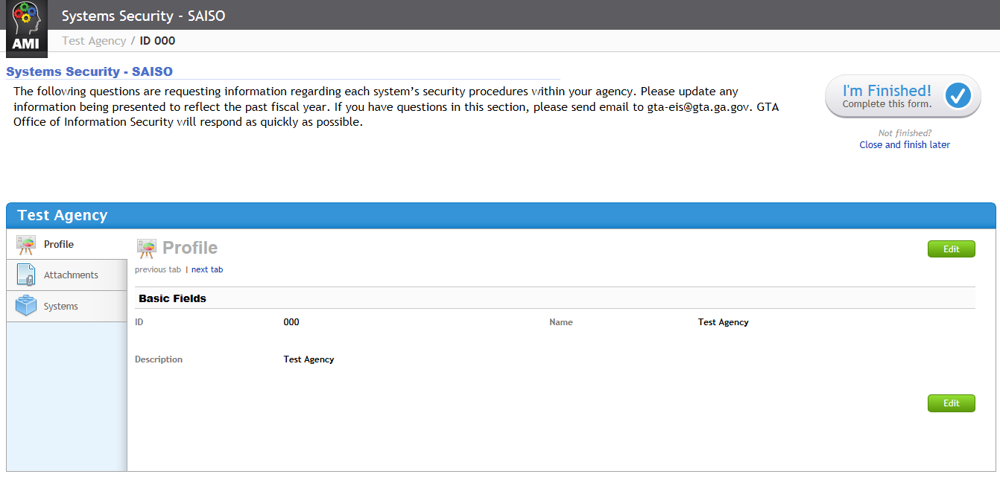 Systems Security - SAISO
AMI
Test Agency / ID 000
Systems Security - SAISO
The following questions are requesting information regarding each system's security procedures within your agency. Please update any
information being presented to reflect the past fiscal year. If you have questions in this section, please send email to gta-eis@gta.ga.gov. GTA
Office of Information Security will respond as quickly as possible.
I'm Finished!
Complete this form.
Not finished?
Close and finish later
Test Agency
Profile
Attachments
Systems
Profile
Edit
previous tab | next tab
Basic Fields
ID 000 Name Test Agency
Description Test Agency
Edit